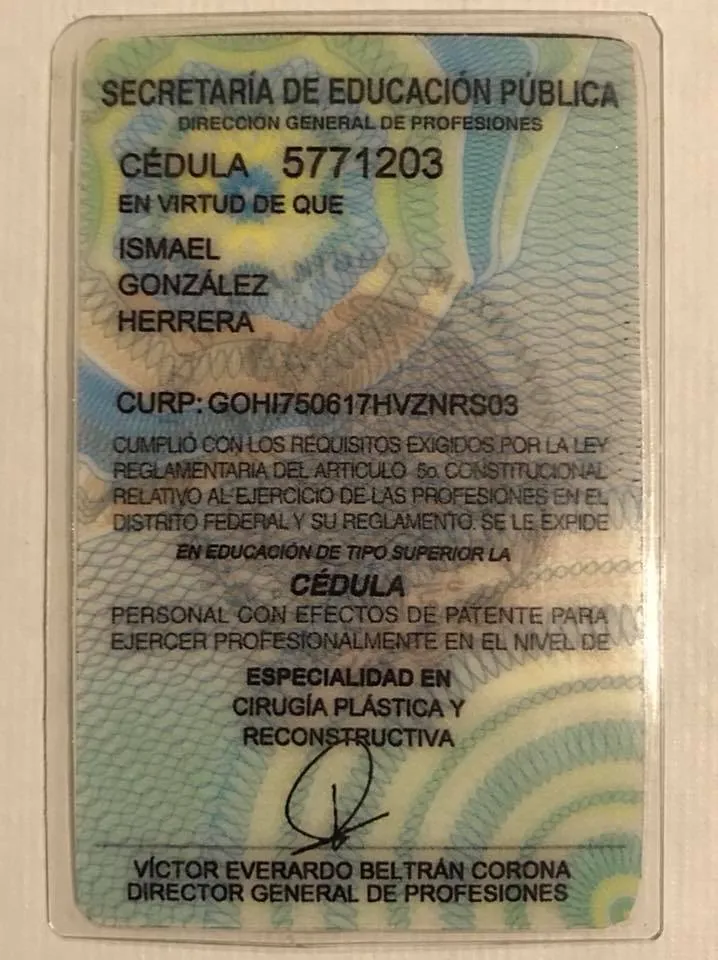 SECRETARÍA DE EDUCACIÓN PÚBLICA
DIRECCIÓN GENERAL DE PROFESIONES
CÉDULA 5771203
EN VIRTUD DE QUE
ISMAEL
GONZÁLEZ
HERRERA
CURP: GOHI750617HVZNRS03
CUMPLIÓ CON LOS REQUISITOS EXIGIDOS POR LA LEY
REGLAMENTARIA DEL ARTICULO 5o. CONSTITUCIONAL
RELATIVO AL EJERCICIO DE LAS PROFESIONES EN EL
DISTRITO FEDERAL Y SU REGLAMENTO. SE LE EXPIDE
EN EDUCACIÓN DE TIPO SUPERIOR LA
CÉDULA
PERSONAL CON EFECTOS DE PATENTE PARA
EJERCER PROFESIONALMENTE EN EL NIVEL DE
ESPECIALIDAD EN
CIRUGÍA PLÁSTICA Y
RECONSTRUCTIVA
VÍCTOR EVERARDO BELTRÁN CORONA
DIRECTOR GENERAL DE PROFESIONES